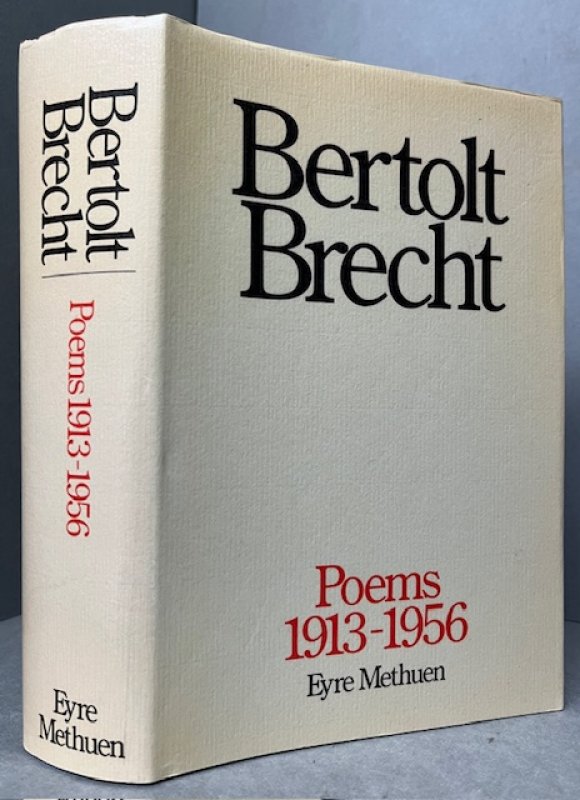 Bertolt
Brecht
Poems 1913-1956
Eyre
Methuen
Bertolt
Brecht
Poems
1913-1956
Eyre Methuen